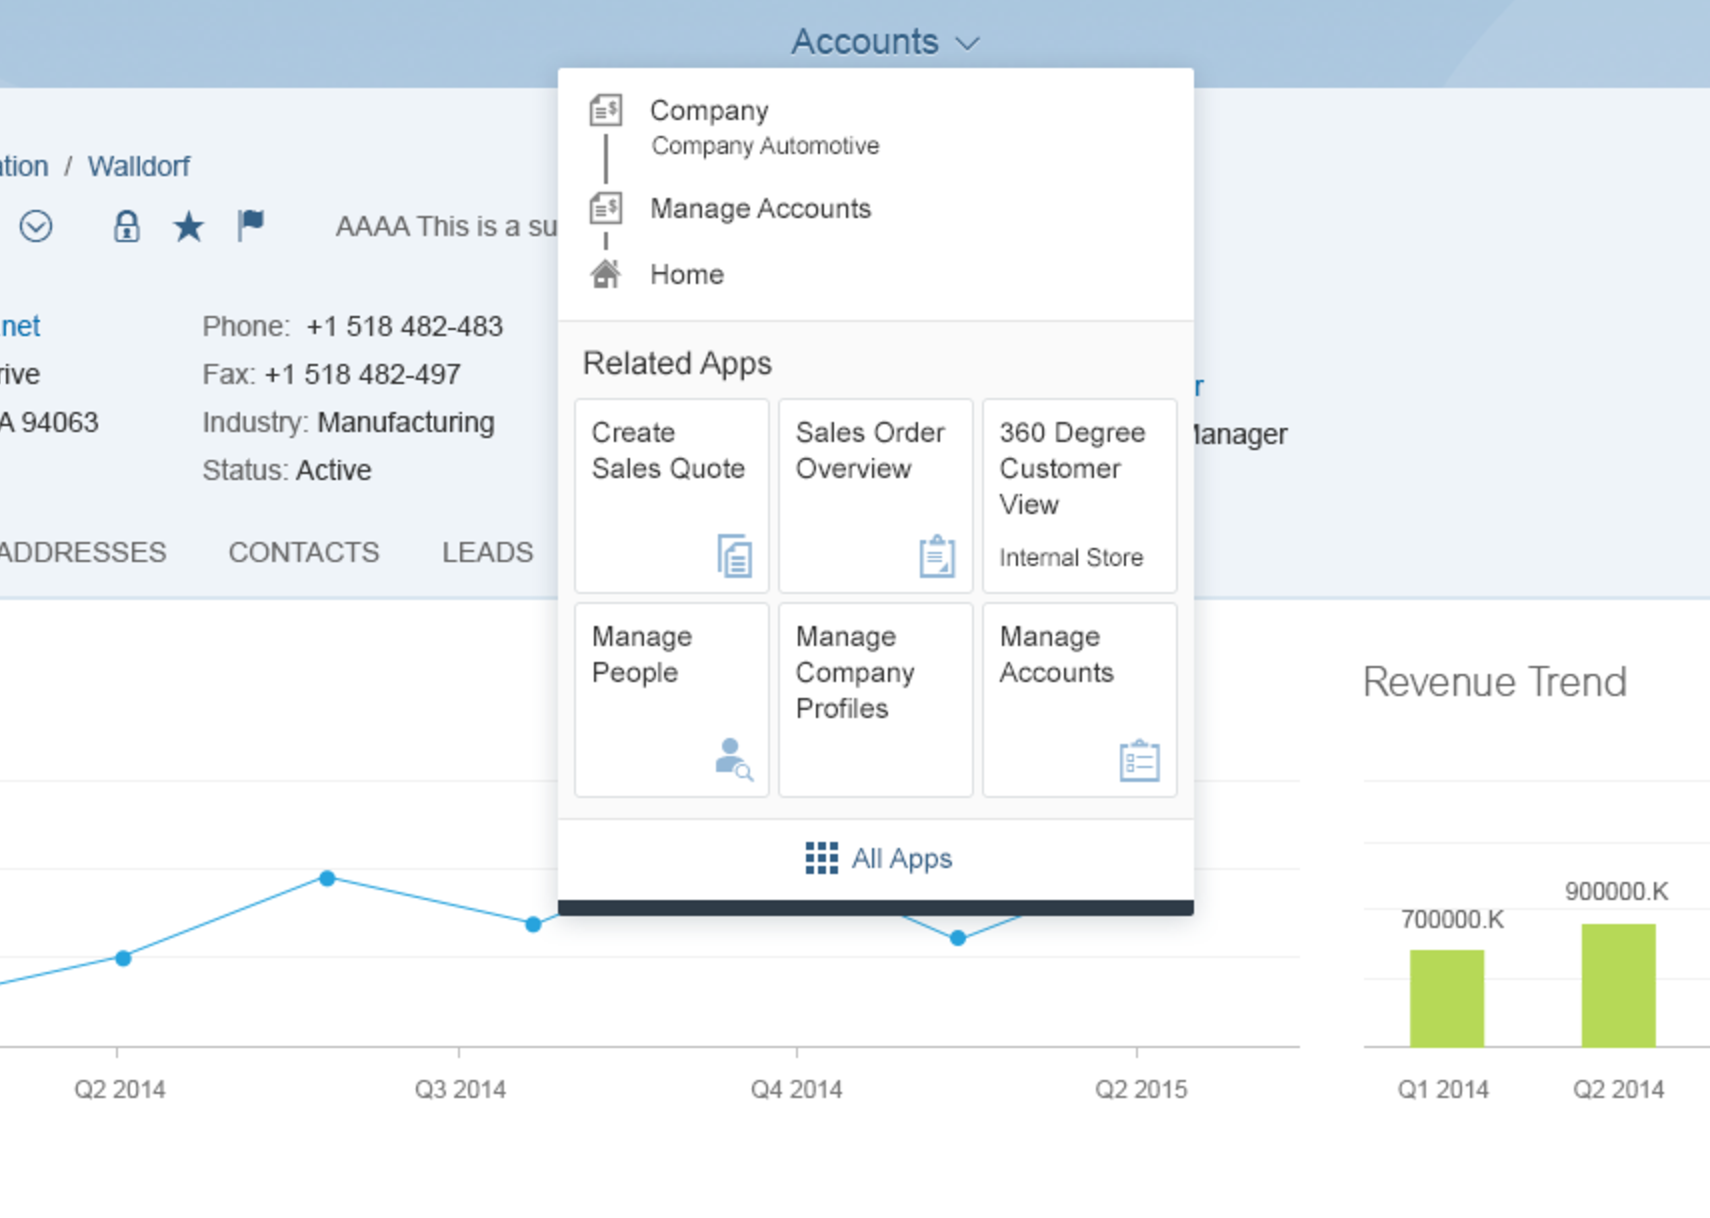 Accounts
Company
Company Automotive
Manage Accounts
Home
/ Walldorf
AAAA This is a su
net
Phone: +1 518 482-483
Fax: +1 518 482-497
A 94063
Industry: Manufacturing
Status: Active
Manager
ADDRESSES CONTACTS LEADS
Related Apps
Create
Sales Quote
Sales Order
Overview
360 Degree
Customer
View
Internal Store
Manage
People
Manage
Company
Profiles
Manage
Accounts
All Apps
Q2 2014 Q3 2014 Q4 2014 Q2 2015
Revenue Trend
700000.K
900000.K
Q1 2014 Q2 2014